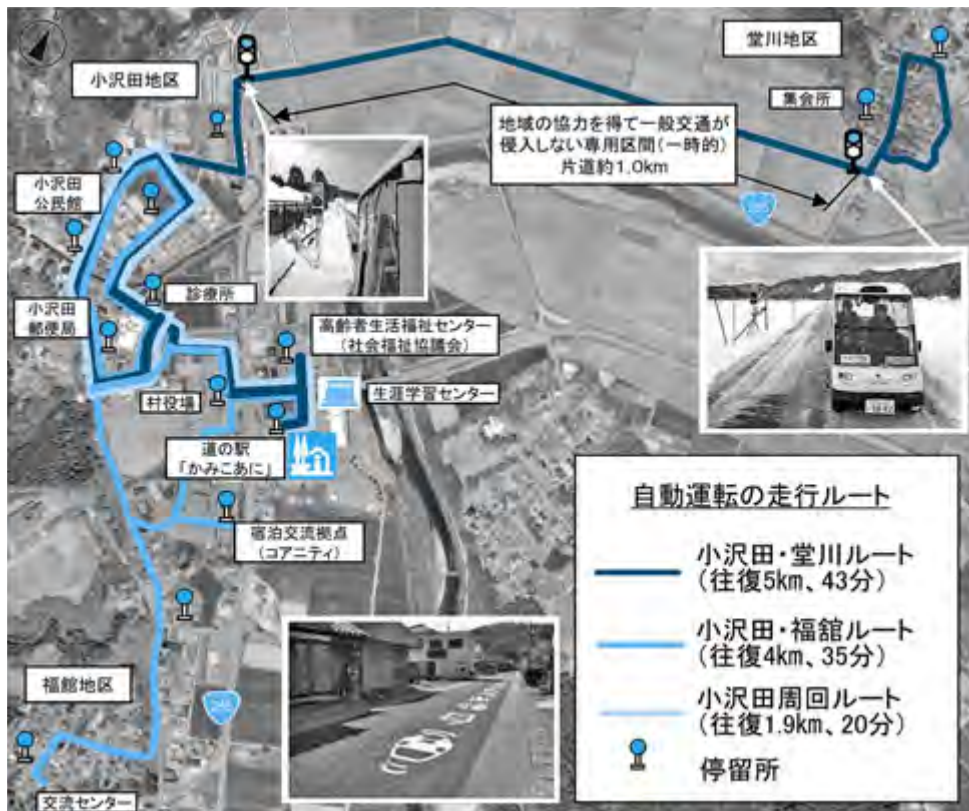 小沢田地区
堂川地区
集会所
地域の協力を得て一般交通が
侵入しない専用区間(一時的)
片道約1.0km
小沢田
公民館
285
診療所
小沢田
郵便局
高齢者生活福祉センター
(社会福祉協議会)
生涯学習センター
村役場
道の駅
「かみこあに」
宿泊交流拠点
(コアニティ)
福館地区
285
交流センター
自動運転の走行ルート
小沢田・堂川ルート
(往復5km、43分)
小沢田・福舘ルート
(往復4km、35分)
小沢田周回ルート
(往復1.9km、20分)
停留所